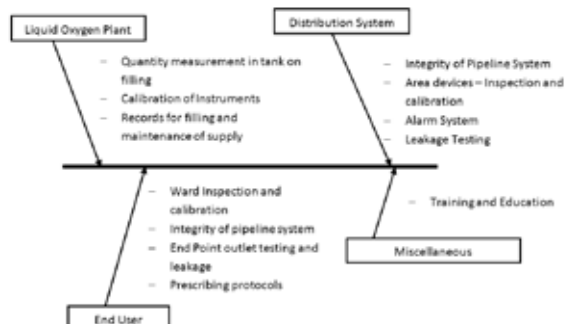 Liquid Oxygen Plant
– Quantity measurement in tank on
filling
– Calibration of Instruments
– Records for filling and
maintenance of supply
Distribution System
– Integrity of Pipeline System
– Area devices – Inspection and
calibration
– Alarm System
– Leakage Testing
– Ward Inspection and
calibration
– Integrity of pipeline system
– End Point outlet testing and
leakage
– Prescribing protocols
End User
– Training and Education
Miscellaneous